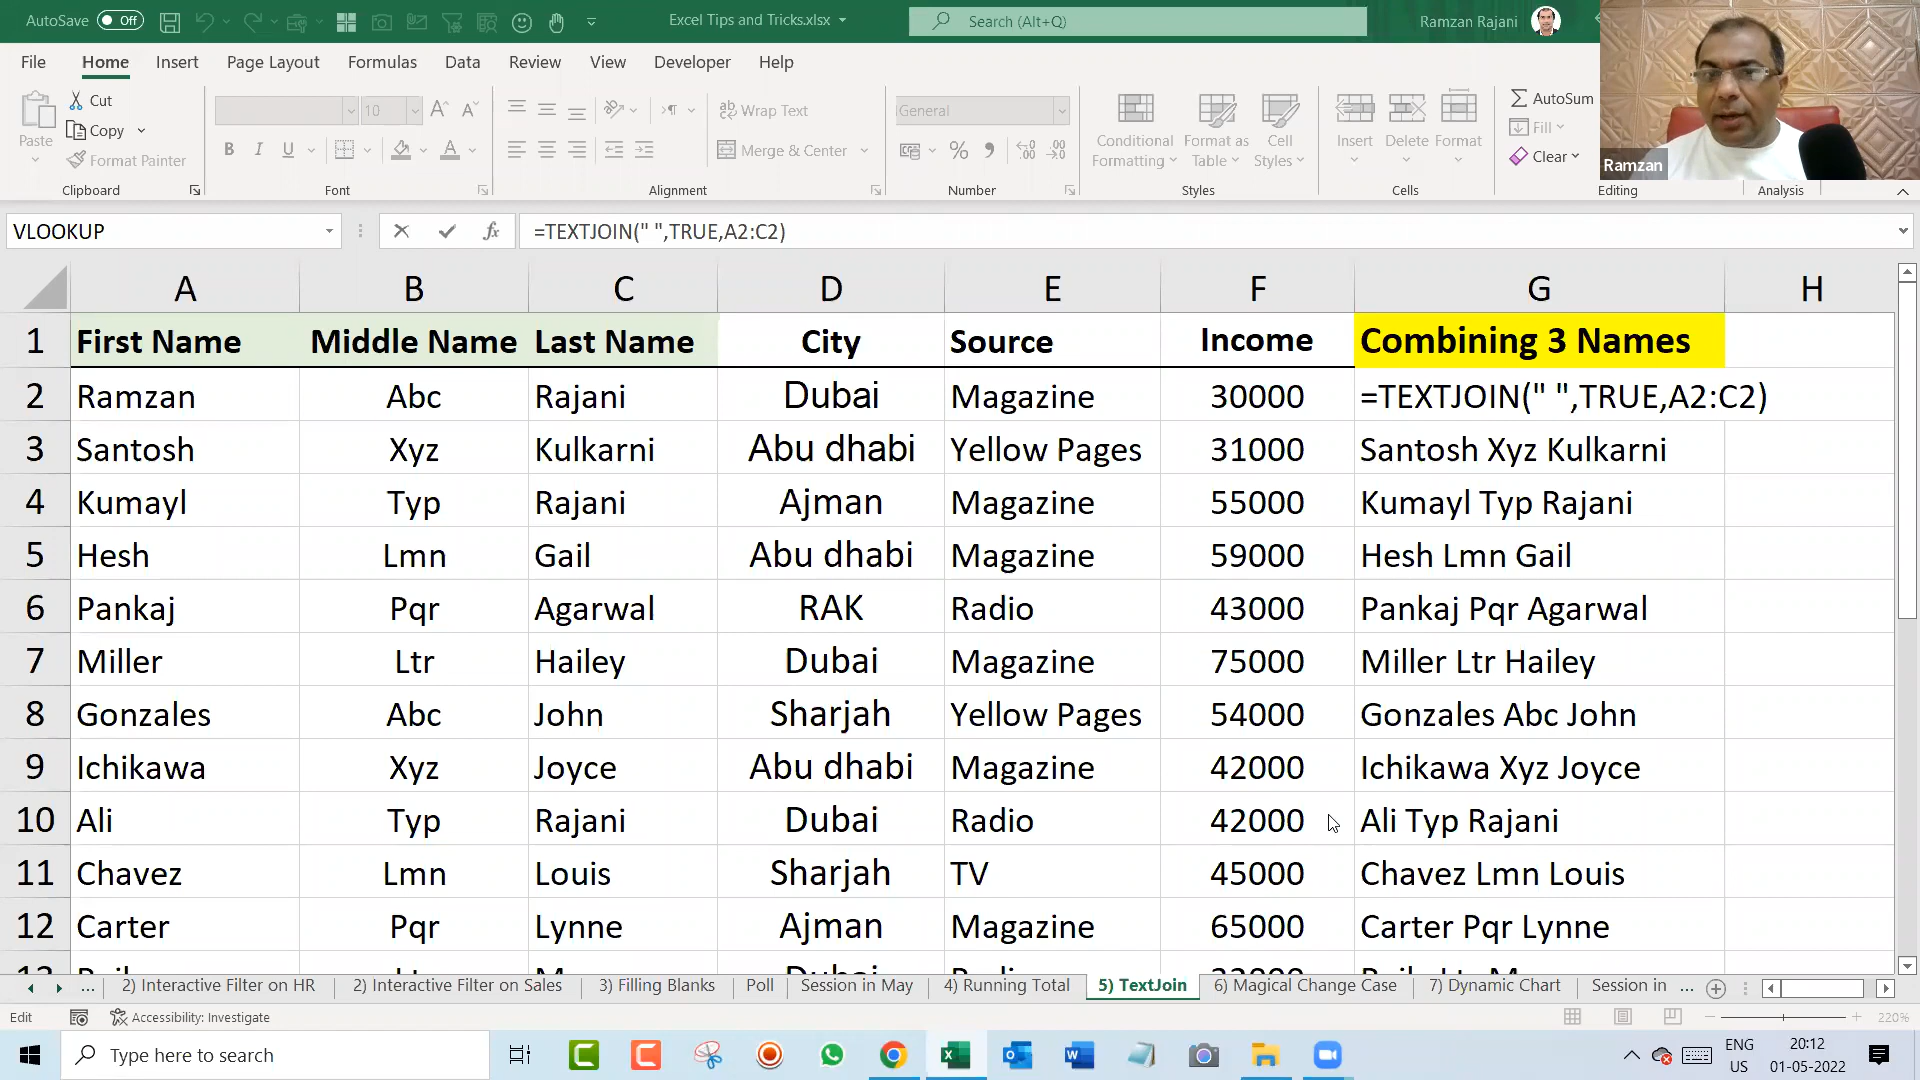 AutoSave Off Excel Tips and Tricks.xlsx Search (Alt+Q) Ramzan Rajani
File Home Insert Page Layout Formulas Data Review View Developer Help
Paste
Cut
Copy
Format Painter
Clipboard
10
B I U
A A
Font
Wrap Text
Merge & Center
Alignment
General
% ,
Number
Conditional Formatting
Format as Table
Cell Styles
Styles
Insert Delete Format
Cells
AutoSum
Fill
Clear
Editing
Analysis
Ramzan
VLOOKUP fx =TEXTJOIN(" ",TRUE,A2:C2)
A B C D E F G H
1 First Name Middle Name Last Name City Source Income Combining 3 Names
2 Ramzan Abc Rajani Dubai Magazine 30000 =TEXTJOIN(" ",TRUE,A2:C2)
3 Santosh Xyz Kulkarni Abu dhabi Yellow Pages 31000 Santosh Xyz Kulkarni
4 Kumayl Typ Rajani Ajman Magazine 55000 Kumayl Typ Rajani
5 Hesh Lmn Gail Abu dhabi Magazine 59000 Hesh Lmn Gail
6 Pankaj Pqr Agarwal RAK Radio 43000 Pankaj Pqr Agarwal
7 Miller Ltr Hailey Dubai Magazine 75000 Miller Ltr Hailey
8 Gonzales Abc John Sharjah Yellow Pages 54000 Gonzales Abc John
9 Ichikawa Xyz Joyce Abu dhabi Magazine 42000 Ichikawa Xyz Joyce
10 Ali Typ Rajani Dubai Radio 42000 Ali Typ Rajani
11 Chavez Lmn Louis Sharjah TV 45000 Chavez Lmn Louis
12 Carter Pqr Lynne Ajman Magazine 65000 Carter Pqr Lynne
... 2) Interactive Filter on HR 2) Interactive Filter on Sales 3) Filling Blanks Poll Session in May 4) Running Total 5) TextJoin 6) Magical Change Case 7) Dynamic Chart Session in ...
Edit Accessibility: Investigate 220%
Type here to search
ENG
US
20:12
01-05-2022